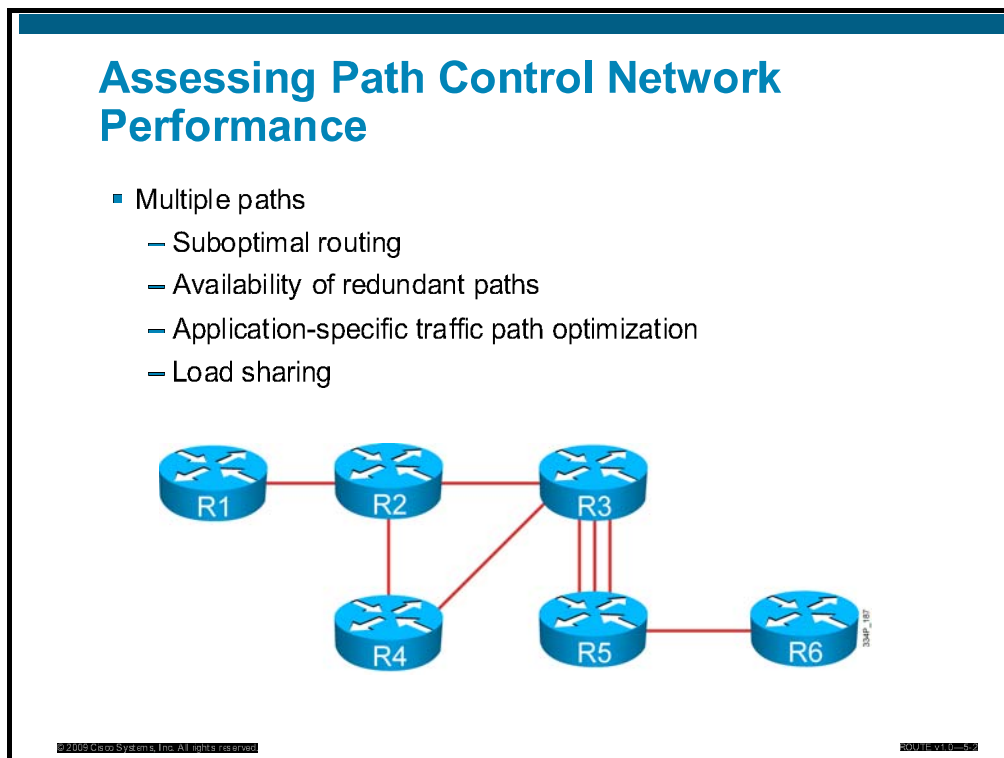 Assessing Path Control Network
Performance
Multiple paths
– Suboptimal routing
– Availability of redundant paths
– Application-specific traffic path optimization
– Load sharing
R1
R2
R3
R4
R5
R6
334P_187
© 2009 Cisco Systems, Inc. All rights reserved.
ROUTE v1.0—5-2